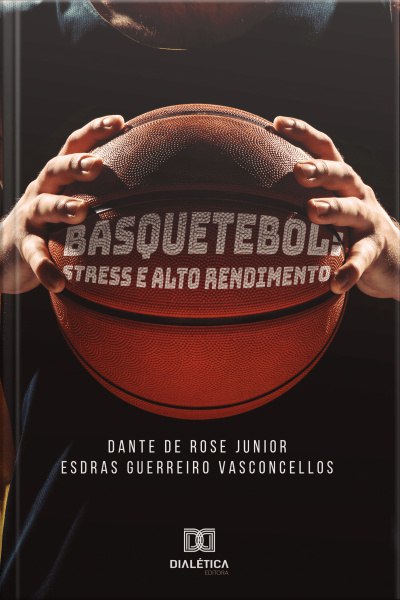 BASQUETEBOL:
STRESS E ALTO RENDIMENTO
DANTE DE ROSE JUNIOR
ESDRAS GUERREIRO VASCONCELLOS
DIALÉTICA
EDITORA